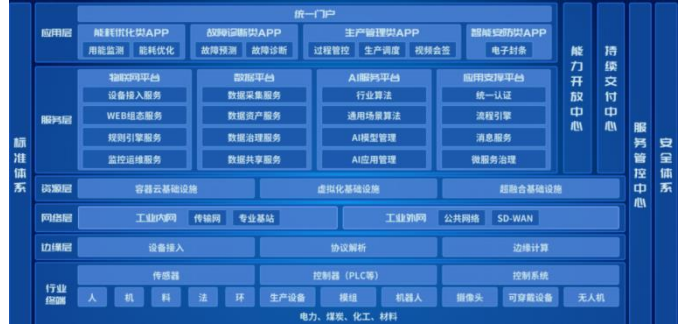 统一门户
应用层
能耗优化类APP 故障诊断类APP 生产管理类APP 智能安防类APP
用能监测 能耗优化 故障预测 故障诊断 过程管控 生产调度 视频会签 电子封条
服务层
物联网平台 数据平台 AI服务平台 应用支撑平台
设备接入服务 数据采集服务 行业算法 统一认证
WEB组态服务 数据资产服务 通用场景算法 流程引擎
规则引擎服务 数据治理服务 AI模型管理 消息服务
监控运维服务 数据共享服务 AI应用管理 微服务治理
能力开放中心
持续交付中心
标准体系
服务管控中心
安全体系
资源层 容器云基础设施 虚拟化基础设施 超融合基础设施
网络层 工业内网 传输网 专业基站 工业外网 公共网络 SD-WAN
边缘层 设备接入 协议解析 边缘计算
行业终端
传感器 控制器（PLC等） 控制系统
人 机 料 法 环 生产设备 模组 机器人 摄像头 可穿戴设备 无人机
电力、煤炭、化工、材料